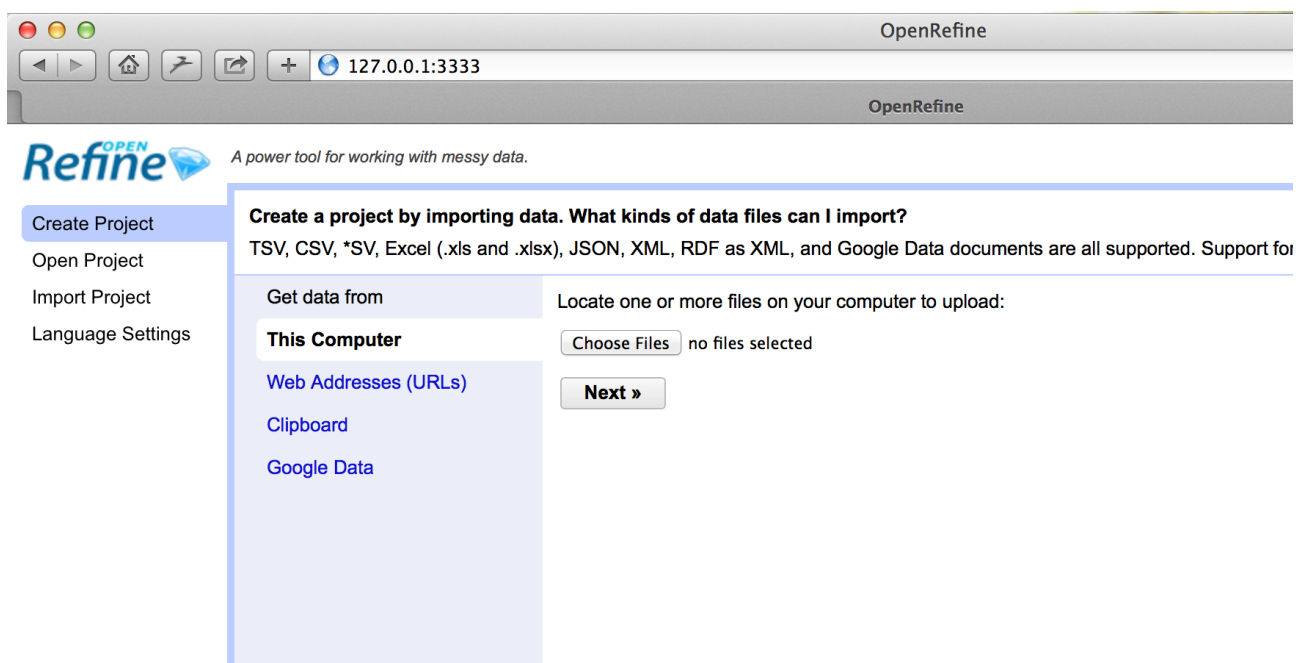 OpenRefine
127.0.0.1:3333
OpenRefine
OPEN
Refine
A power tool for working with messy data.
Create Project
Open Project
Import Project
Language Settings
Create a project by importing data. What kinds of data files can I import?
TSV, CSV, *SV, Excel (.xls and .xlsx), JSON, XML, RDF as XML, and Google Data documents are all supported. Support for
Get data from
This Computer
Web Addresses (URLs)
Clipboard
Google Data
Locate one or more files on your computer to upload:
Choose Files no files selected
Next »